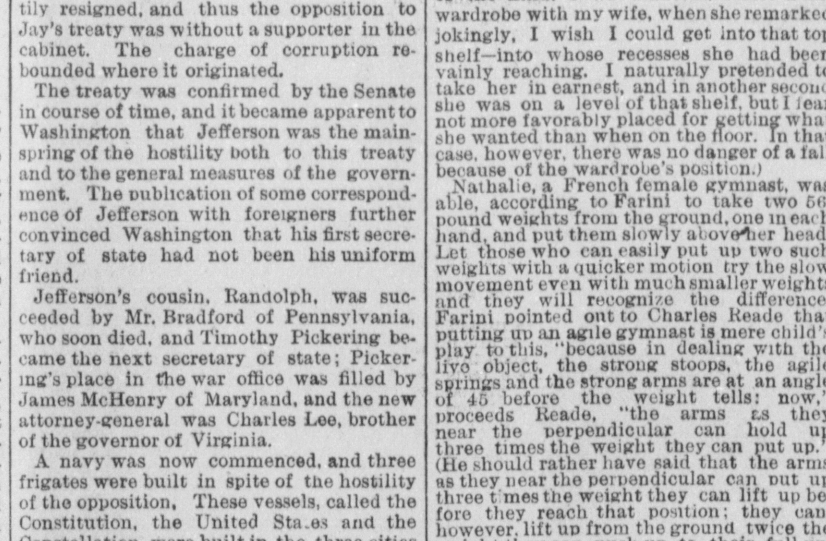 tily resigned, and thus the opposition to
Jay's treaty was without a supporter in the
cabinet. The charge of corruption re-
bounded where it originated.
The treaty was confirmed by the Senate
in course of time, and it became apparent to
Washington that Jefferson was the main-
spring of the hostility both to this treaty
and to the general measures of the govern-
ment. The publication of some correspond-
ence of Jefferson with foreigners further
convinced Washington that his first secre-
tary of state had not been his uniform
friend.
Jefferson's cousin, Randolph, was suc-
ceeded by Mr. Bradford of Pennsylvania,
who soon died, and Timothy Pickering be-
came the next secretary of state; Picker-
ing's place in the war office was filled by
James McHenry of Maryland, and the new
attorney-general was Charles Lee, brother
of the governor of Virginia.
A navy was now commenced, and three
frigates were built in spite of the hostility
of the opposition. These vessels, called the
Constitution, the United Sta.es and the
wardrobe with my wife, when she remarked
jokingly, I wish I could get into that top
shelf—into whose recesses she had been
vainly reaching. I naturally pretended to
take her in earnest, and in another second
she was on a level of that shelf, but I fear
not more favorably placed for getting what
she wanted than when on the floor. In that
case, however, there was no danger of a fall
because of the wardrobe's position.)
Nathalie, a French female gymnast, was
able, according to Farini to take two 56
pound weights from the ground, one in each
hand, and put them slowly above her head
Let those who can easily put up two such
weights with a quicker motion try the slow
movement even with much smaller weights
and they will recognize the difference
Farini pointed out to Charles Reade that
putting up an agile gymnast is mere child's
play to this, "because in dealing with the
live object, the strong stoops, the agile
springs and the strong arms are at an angle
of 45 before the weight tells: now,"
proceeds Reade, "the arms as they
near the perpendicular can hold up
three times the weight they can put up."
(He should rather have said that the arms
as they near the perpendicular can put up
three t:mes the weight they can lift up be
fore they reach that position; they can
however, lift up from the ground twice the